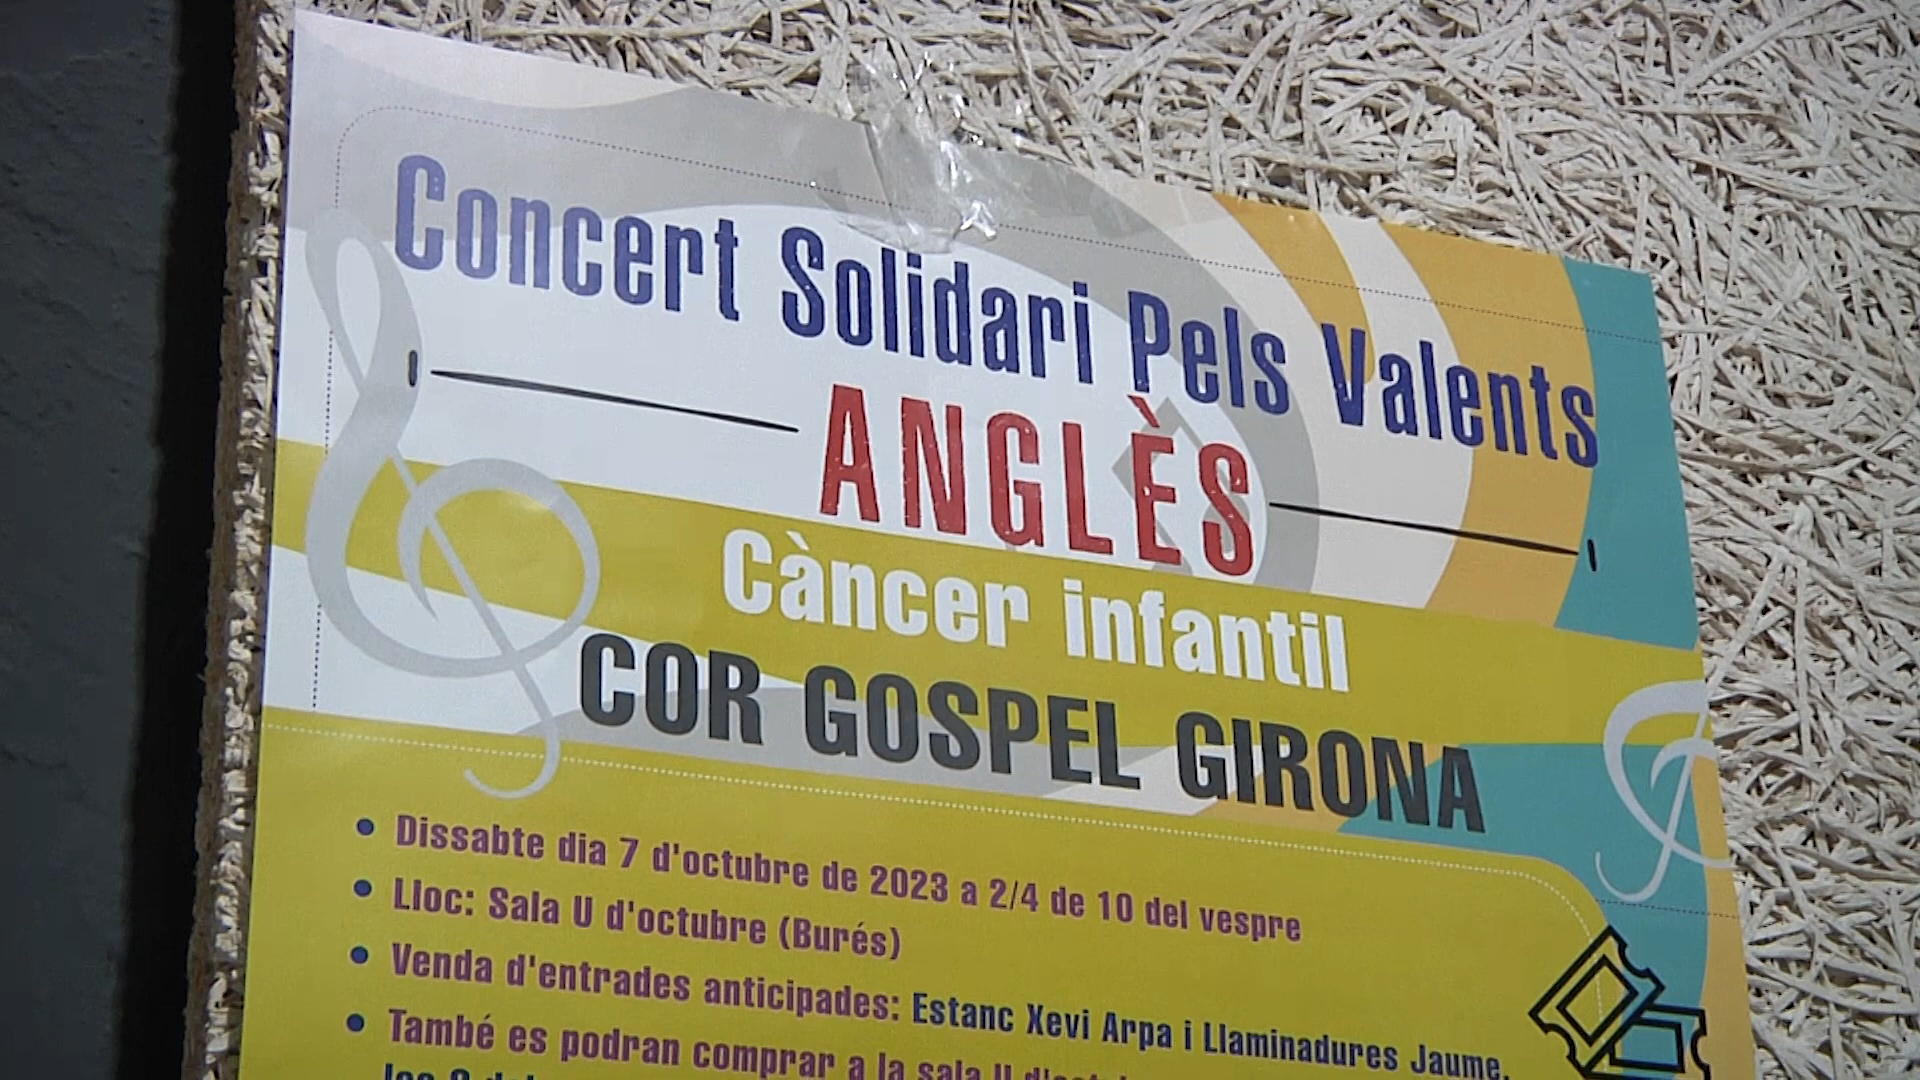 Concert Solidari Pels Valents
ANGLÈS
Càncer infantil
COR GOSPEL GIRONA
• Dissabte dia 7 d'octubre de 2023 a 2/4 de 10 del vespre
• Lloc: Sala U d'octubre (Burés)
• Venda d'entrades anticipades: Estanc Xevi Arpa i Llaminadures Jaume.
• També es podran comprar a la sala U